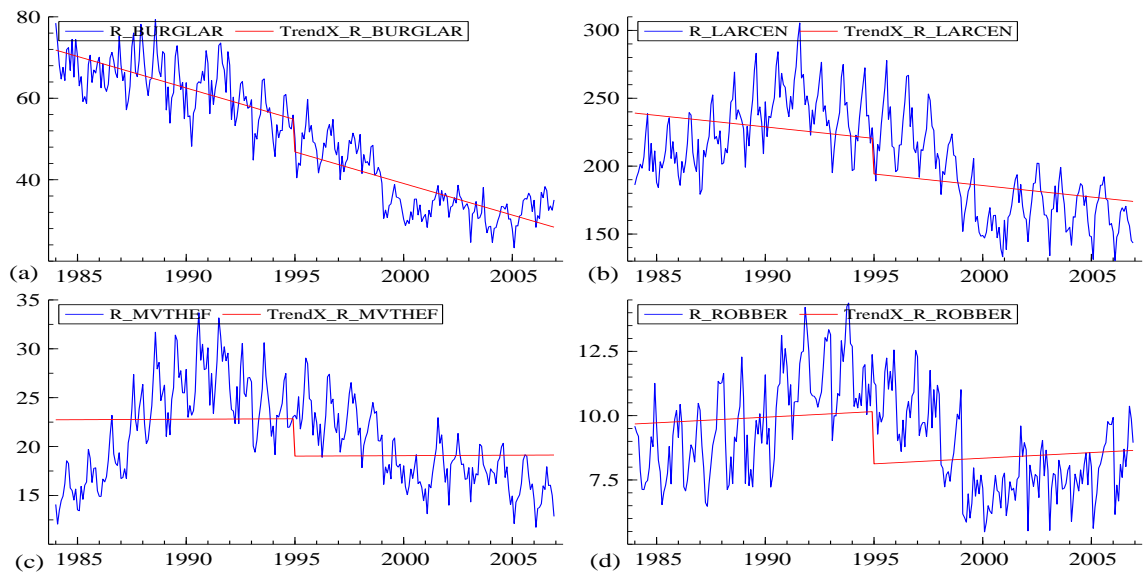 80 R_BURGLAR TrendX_R_BURGLAR
60
40
(a) 1985 1990 1995 2000 2005
300 R_LARCEN TrendX_R_LARCEN
250
200
150
(b) 1985 1990 1995 2000 2005
35 R_MVTHEF TrendX_R_MVTHEF
30
25
20
15
(c) 1985 1990 1995 2000 2005
R_ROBBER TrendX_R_ROBBER
12.5
10.0
7.5
(d) 1985 1990 1995 2000 2005